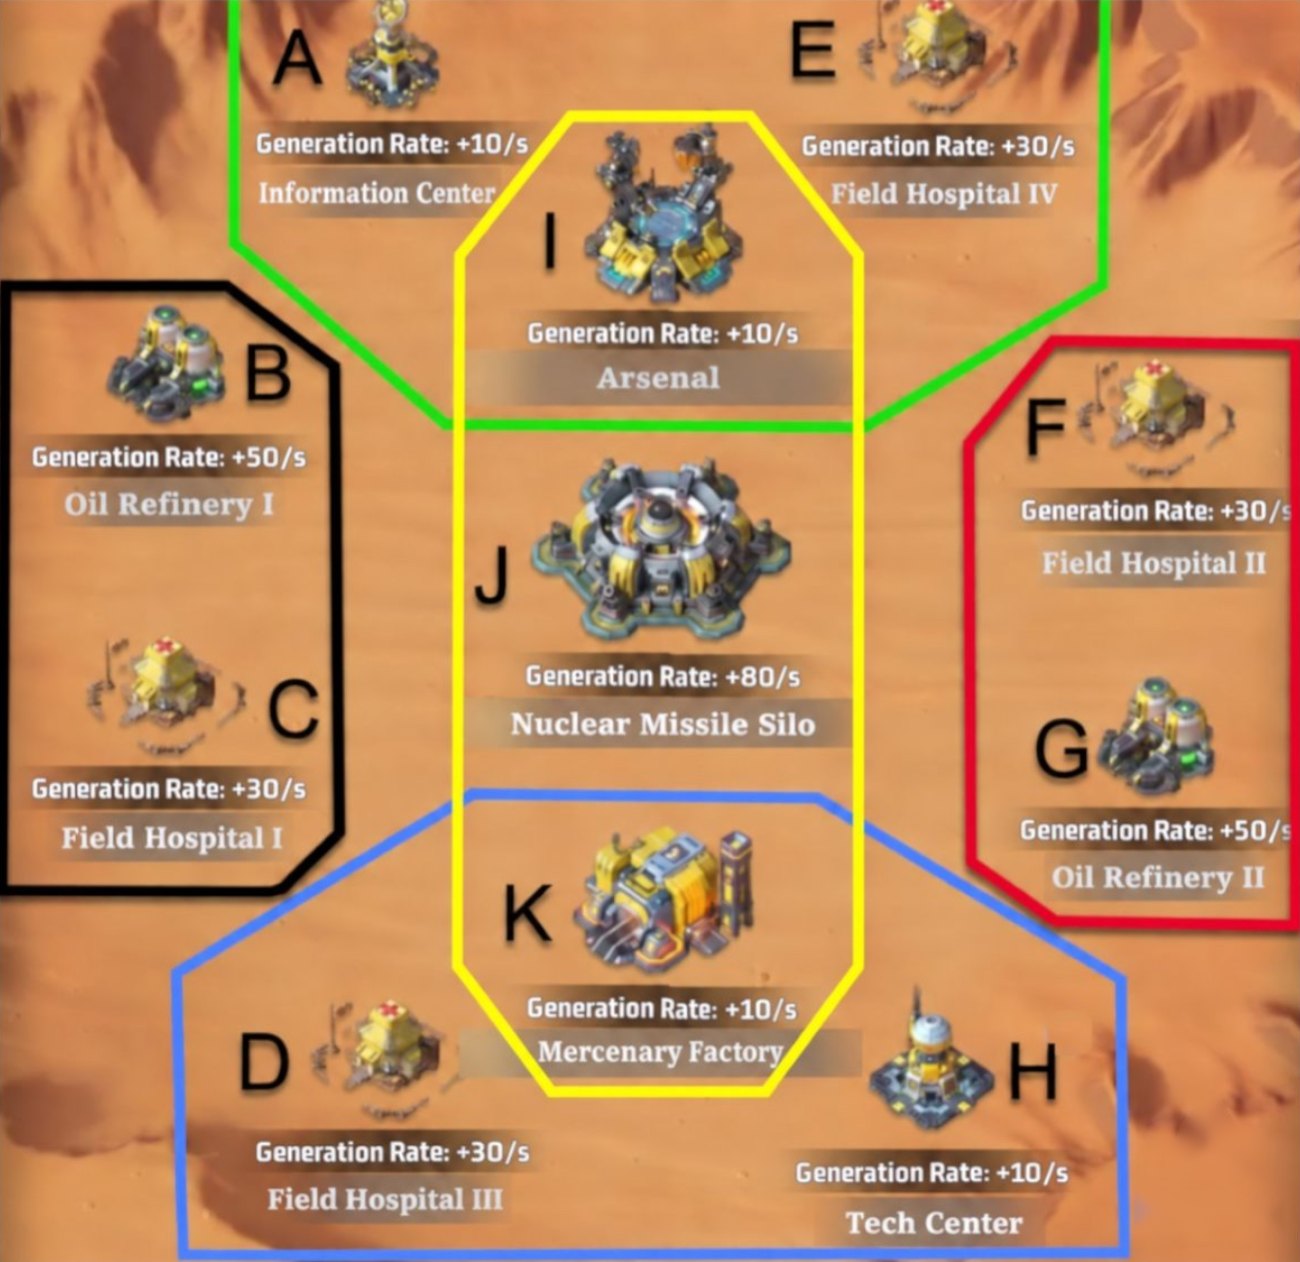 A
E
Generation Rate: +10/s
Generation Rate: +30/s
Information Center
Field Hospital IV
I
Generation Rate: +10/s
Arsenal
B
Generation Rate: +50/s
Oil Refinery I
F
Generation Rate: +30/s
Field Hospital II
J
Generation Rate: +80/s
Nuclear Missile Silo
C
Generation Rate: +30/s
Field Hospital I
G
Generation Rate: +50/s
Oil Refinery II
K
Generation Rate: +10/s
Mercenary Factory
D
Generation Rate: +30/s
Field Hospital III
H
Generation Rate: +10/s
Tech Center